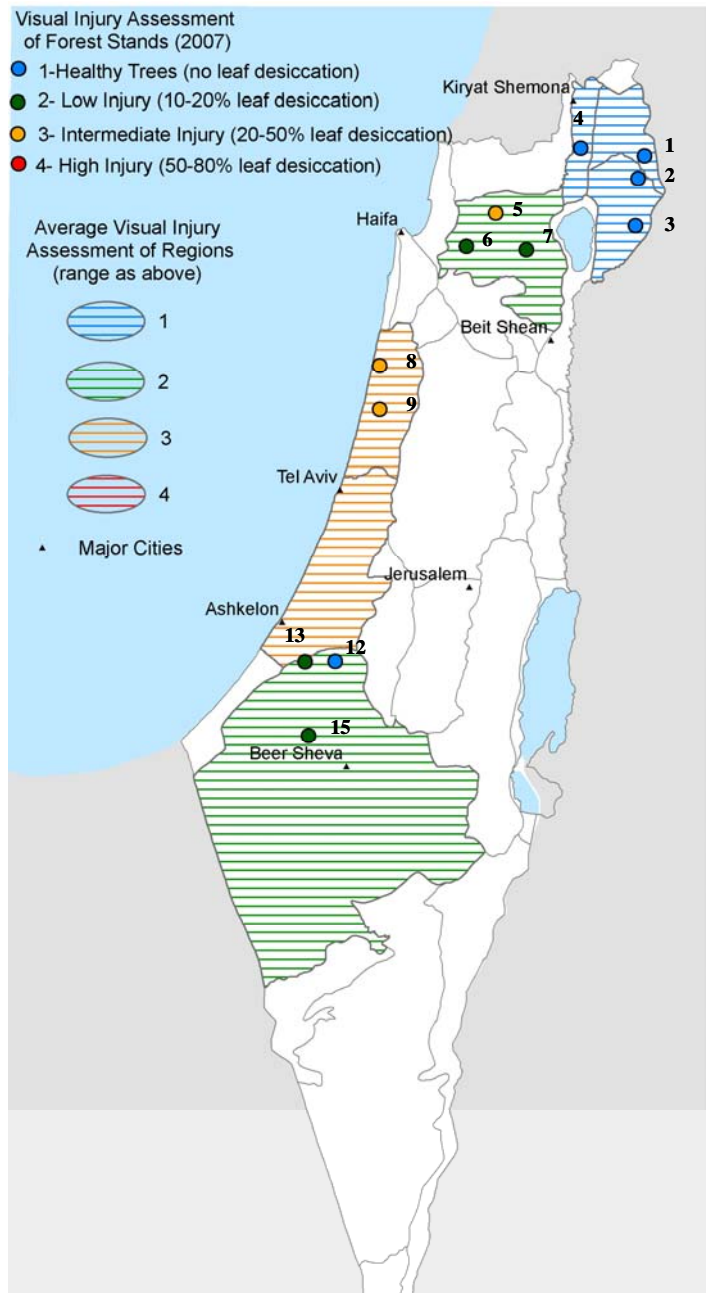 Visual Injury Assessment
of Forest Stands (2007)
1-Healthy Trees (no leaf desiccation)
2- Low Injury (10-20% leaf desiccation)
3- Intermediate Injury (20-50% leaf desiccation)
4- High Injury (50-80% leaf desiccation)
Average Visual Injury
Assessment of Regions
(range as above)
1
2
3
4
Major Cities
Kiryat Shemona
4
1
2
3
Haifa
5
6
7
Beit Shean
8
9
Tel Aviv
Jerusalem
Ashkelon
13
12
15
Beer Sheva